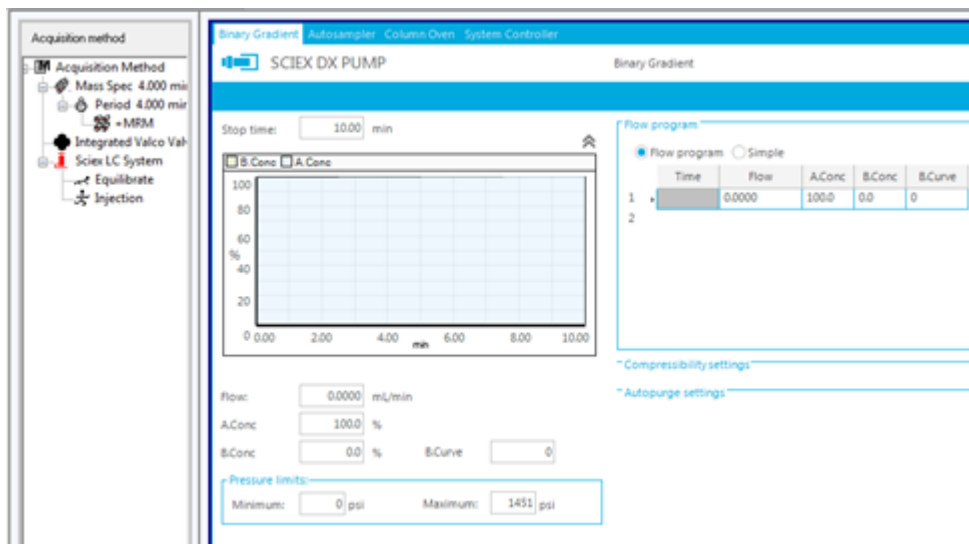 Acquisition method
Acquisition Method
Mass Spec 4.000 min
Period 4.000 min
+MRM
Integrated Valco Valv
Sciex LC System
Equilibrate
Injection
Binary Gradient Autosampler Column Oven System Controller
SCIEX DX PUMP Binary Gradient
Stop time: 10.00 min
B.Conc A.Conc
100
80
60
%
40
20
0 0.00 2.00 4.00 6.00 8.00 10.00
min
Flow: 0.0000 mL/min
A.Conc 100.0 %
B.Conc 0.0 % B.Curve 0
Pressure limits:
Minimum: 0 psi Maximum: 1451 psi
Flow program
Flow program Simple
Time Flow A.Conc B.Conc B.Curve
1 0.0000 100.0 0.0 0
2
Compressibility settings
Autopurge settings